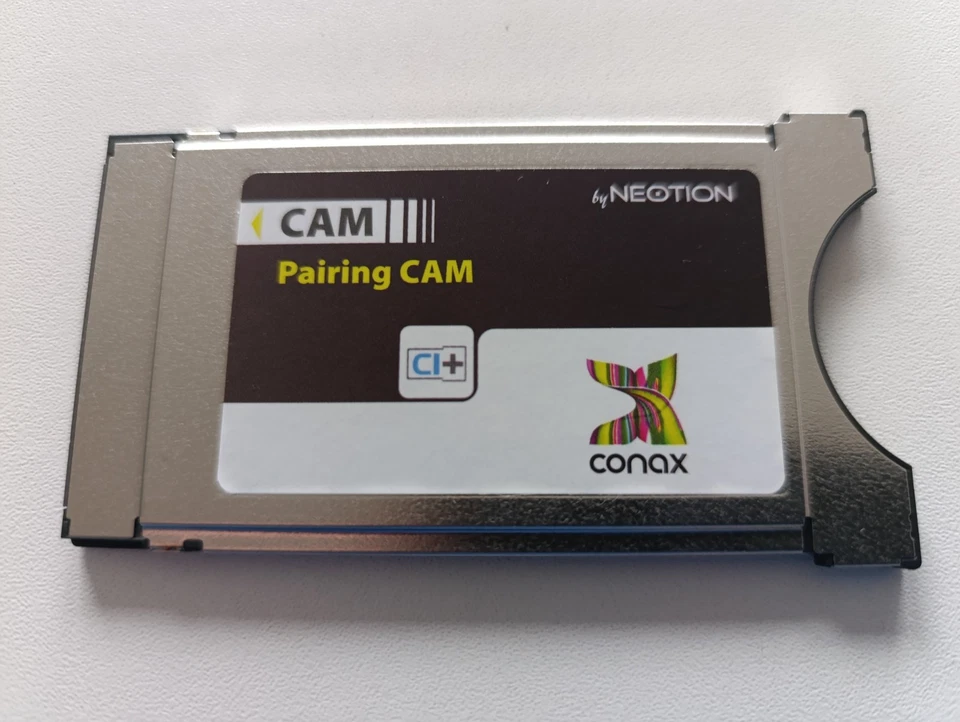 by NEOTION
CAM
Pairing CAM
CI+
conax